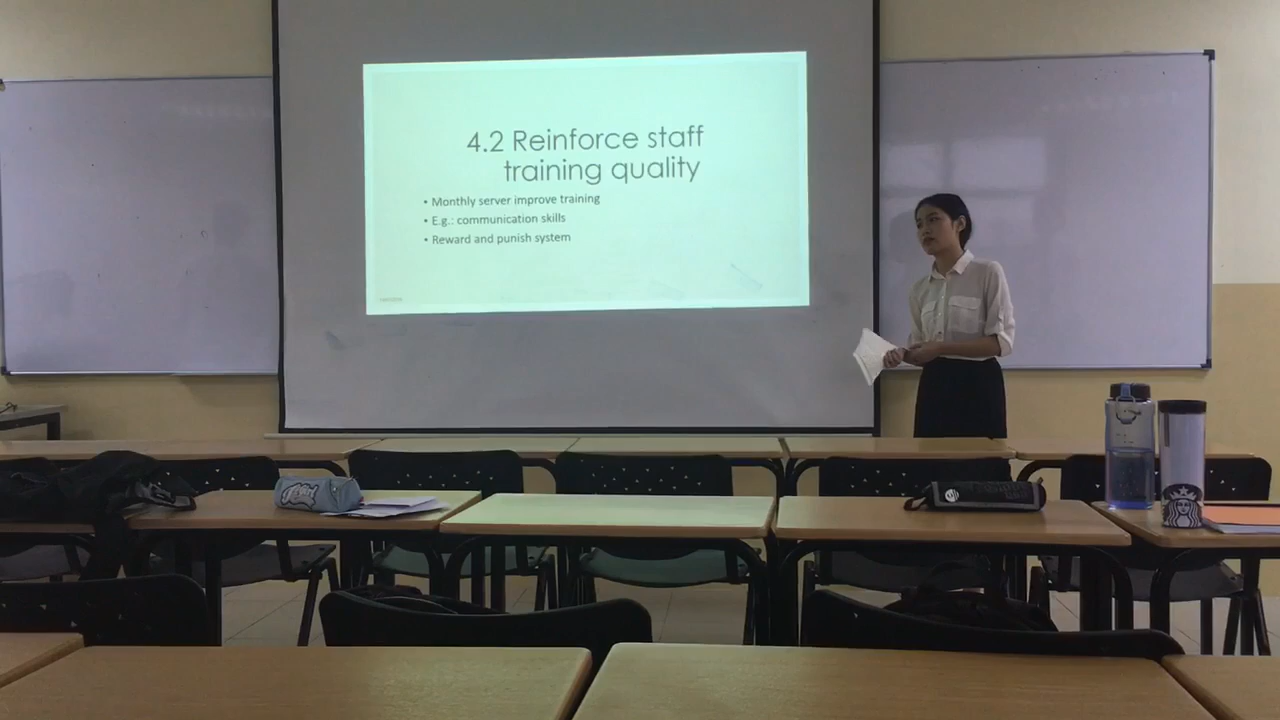 4.2 Reinforce staff
training quality
• Monthly server improve training
• E.g.: communication skills
• Reward and punish system